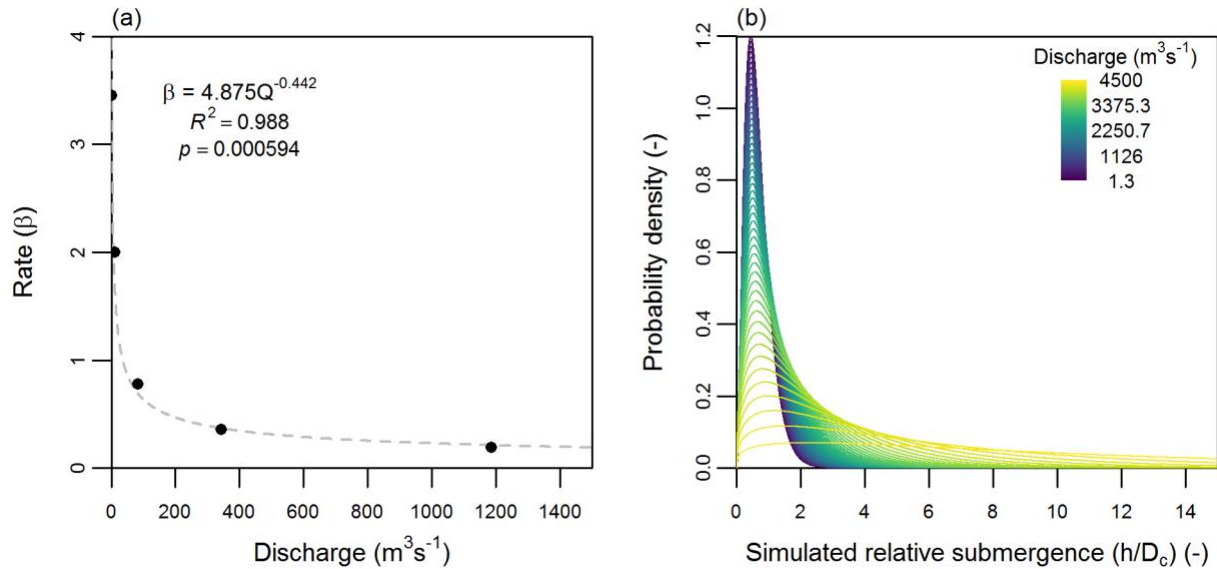 (a)
β = 4.875Q^-0.442
R² = 0.988
p = 0.000594
Rate (β)
4
3
2
1
0
0 200 400 600 800 1000 1200 1400
Discharge (m³s⁻¹)
(b)
Discharge (m³s⁻¹)
4500
3375.3
2250.7
1126
1.3
Probability density (-)
1.2
1.0
0.8
0.6
0.4
0.2
0.0
0 2 4 6 8 10 12 14
Simulated relative submergence (h/D_c) (-)